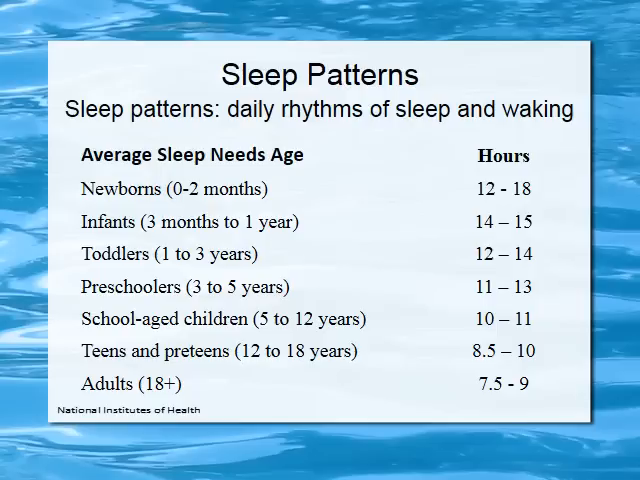 Sleep Patterns
Sleep patterns: daily rhythms of sleep and waking
Average Sleep Needs Age Hours
Newborns (0-2 months) 12 - 18
Infants (3 months to 1 year) 14 – 15
Toddlers (1 to 3 years) 12 – 14
Preschoolers (3 to 5 years) 11 – 13
School-aged children (5 to 12 years) 10 – 11
Teens and preteens (12 to 18 years) 8.5 – 10
Adults (18+) 7.5 - 9
National Institutes of Health